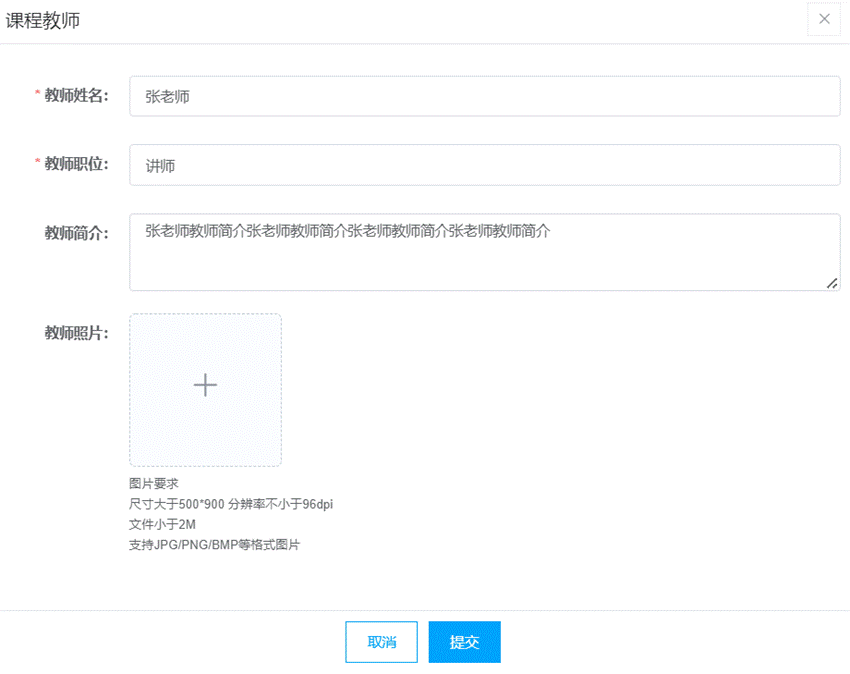 课程教师
* 教师姓名：
张老师
* 教师职位：
讲师
教师简介：
张老师教师简介张老师教师简介张老师教师简介张老师教师简介
教师照片：
图片要求
尺寸大于500*900 分辨率不小于96dpi
文件小于2M
支持JPG/PNG/BMP等格式图片
取消
提交